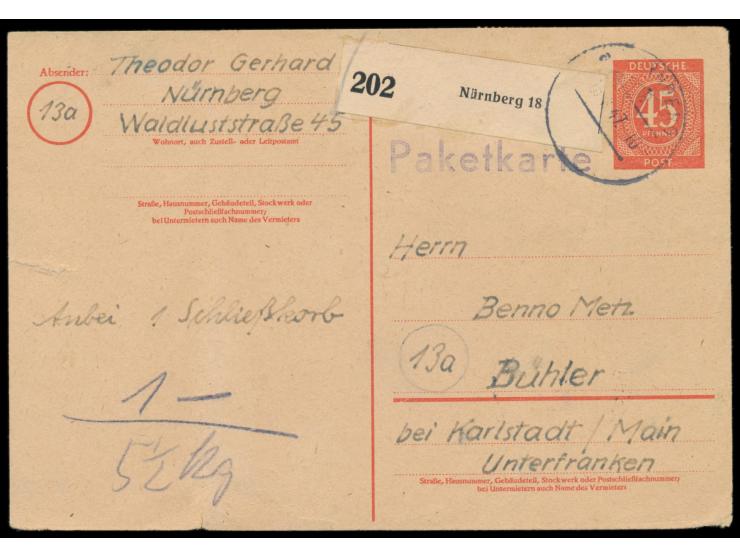 Absender: Theodor Gerhard
13a
Nürnberg
Waldluststraße 45
Wohnort, auch Zustell- oder Leitpostamt
Straße, Hausnummer, Gebäudeteil, Stockwerk oder
Postschließfachnummer;
bei Untermietern auch Name des Vermieters
Anbei 1 Schließkorb
1 —
5½ kg
202 Nürnberg 18
DEUTSCHE
45
PFENNIG
POST
Paketkarte
Herrn
Benno Metz
13a
Bühler
bei Karlstadt / Main
Unterfranken
Straße, Hausnummer, Gebäudeteil, Stockwerk oder Postschließfachnummer;
bei Untermietern auch Name des Vermieters